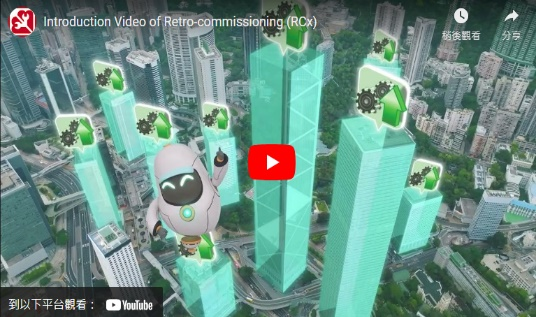 Introduction Video of Retro-commissioning (RCx)
稍後觀看
分享
到以下平台觀看：
YouTube